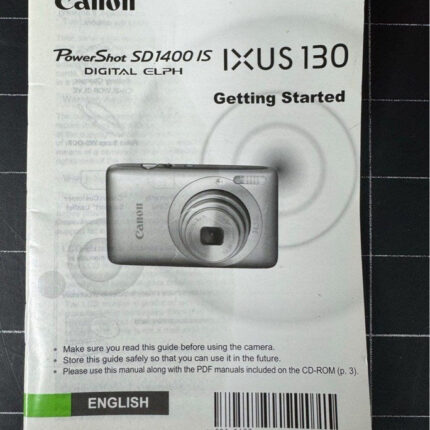 Canon
PowerShot SD1400 IS IXUS 130
DIGITAL ELPH
Getting Started
Canon
• Make sure you read this guide before using the camera.
• Store this guide safely so that you can use it in the future.
• Please use this manual along with the PDF manuals included on the CD-ROM (p. 3).
ENGLISH